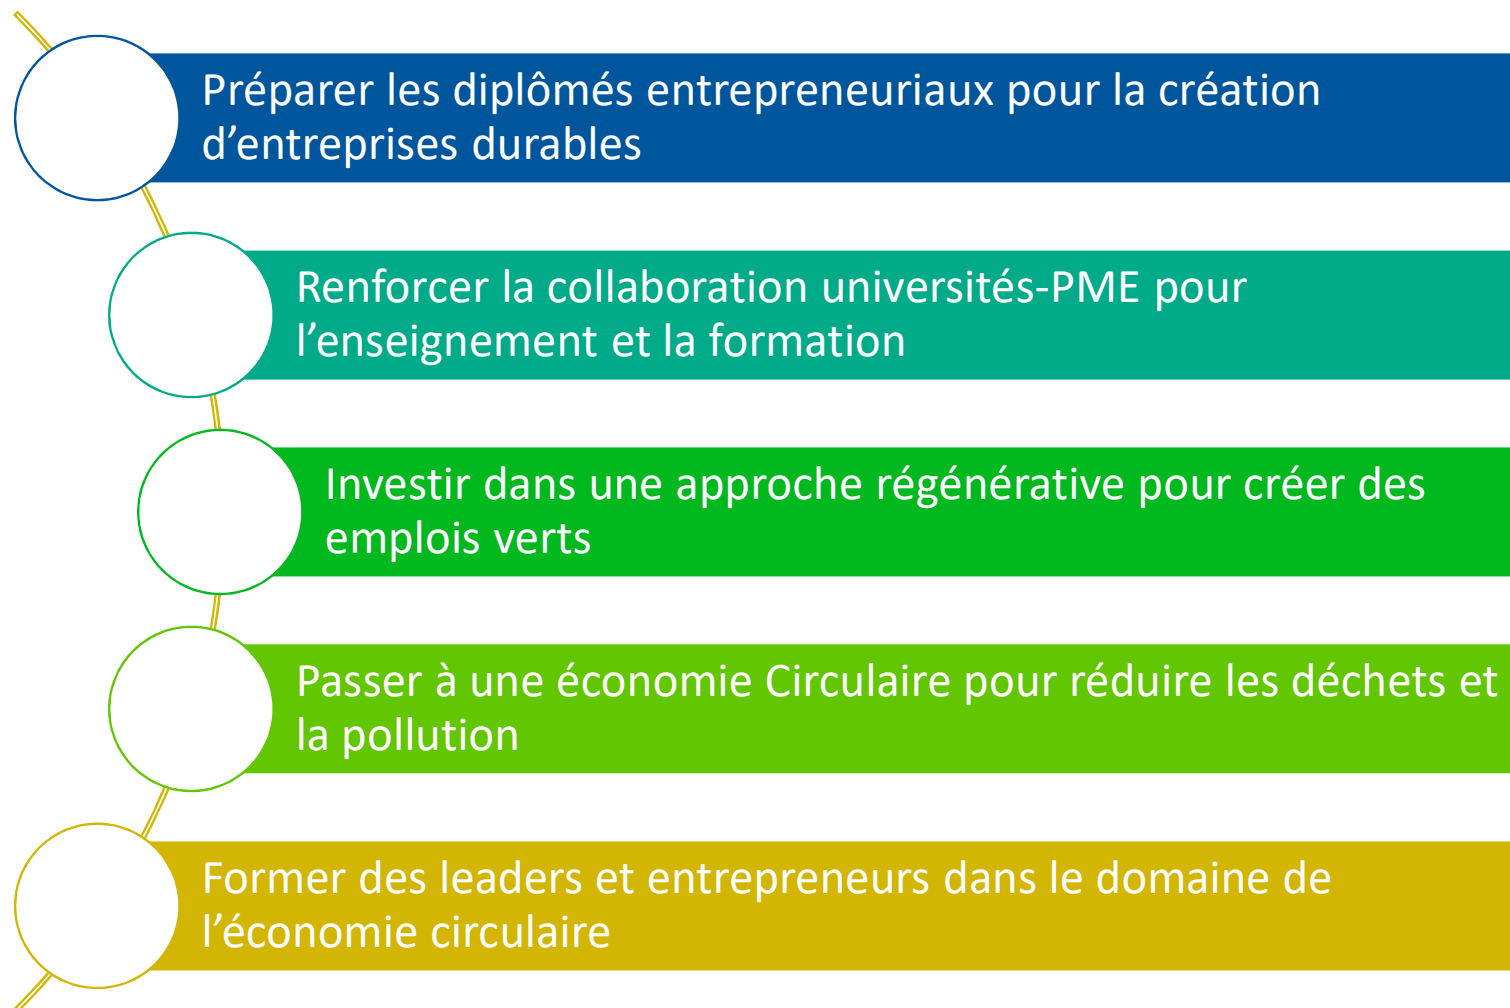 Préparer les diplômés entrepreneuriaux pour la création
d’entreprises durables
Renforcer la collaboration universités-PME pour
l’enseignement et la formation
Investir dans une approche régénérative pour créer des
emplois verts
Passer à une économie Circulaire pour réduire les déchets et
la pollution
Former des leaders et entrepreneurs dans le domaine de
l’économie circulaire